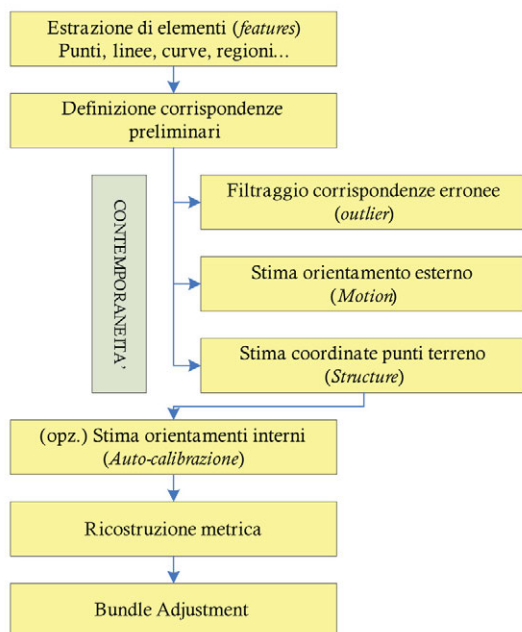 Estrazione di elementi (features)
Punti, linee, curve, regioni...
Definizione corrispondenze
preliminari
CONTEMPORANEITA'
Filtraggio corrispondenze erronee
(outlier)
Stima orientamento esterno
(Motion)
Stima coordinate punti terreno
(Structure)
(opz.) Stima orientamenti interni
(Auto-calibrazione)
Ricostruzione metrica
Bundle Adjustment